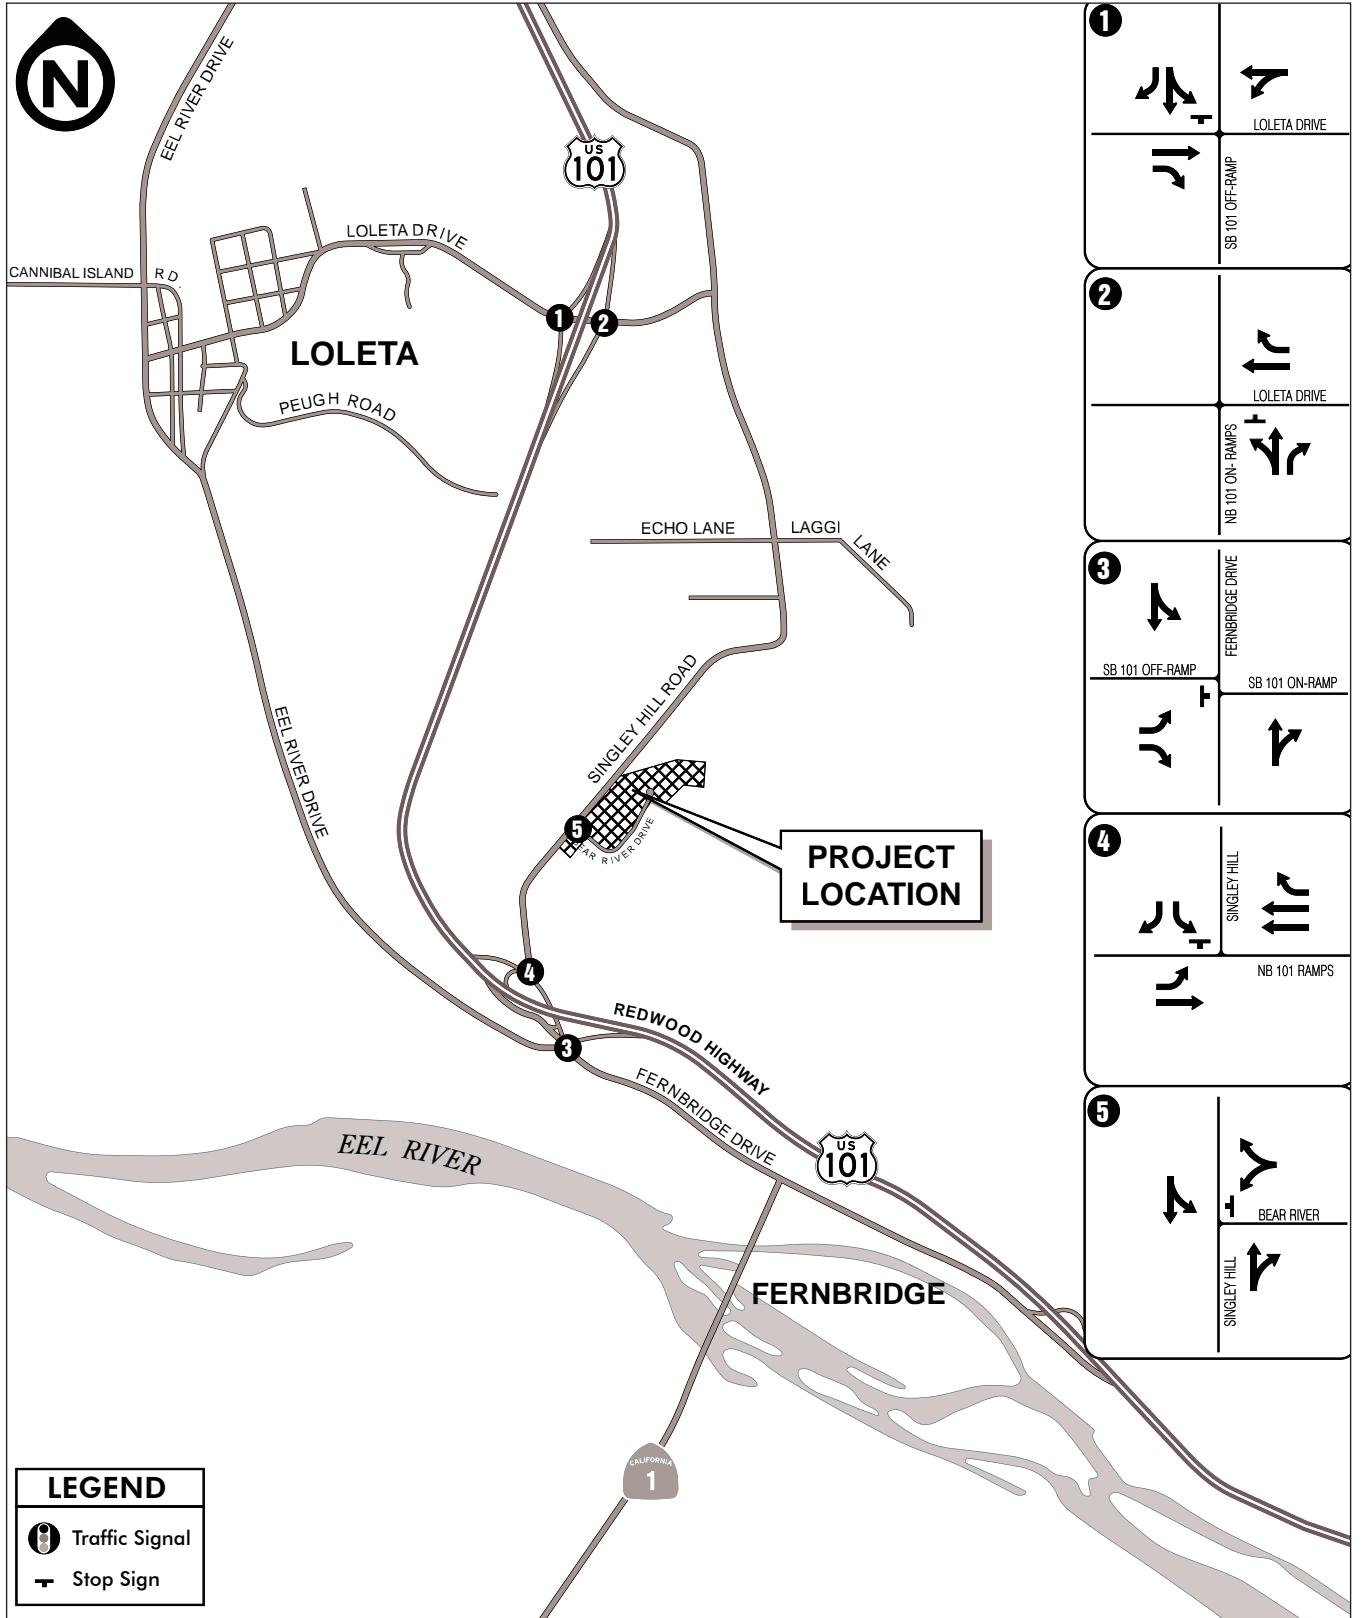 N
EEL RIVER DRIVE
US
101
LOLETA DRIVE
CANNIBAL ISLAND RD.
1
2
LOLETA
PEUGH ROAD
ECHO LANE
LAGGI LANE
SINGLEY HILL ROAD
EEL RIVER DRIVE
5
RIVER DRIVE
PROJECT
LOCATION
4
3
REDWOOD HIGHWAY
FERNBRIDGE DRIVE
EEL RIVER
US
101
FERNBRIDGE
CALIFORNIA
1
LEGEND
Traffic Signal
Stop Sign
1
LOLETA DRIVE
SB 101 OFF-RAMP
2
LOLETA DRIVE
NB 101 ON- RAMPS
3
FERNBRIDGE DRIVE
SB 101 OFF-RAMP
SB 101 ON-RAMP
4
SINGLEY HILL
NB 101 RAMPS
5
BEAR RIVER
SINGLEY HILL